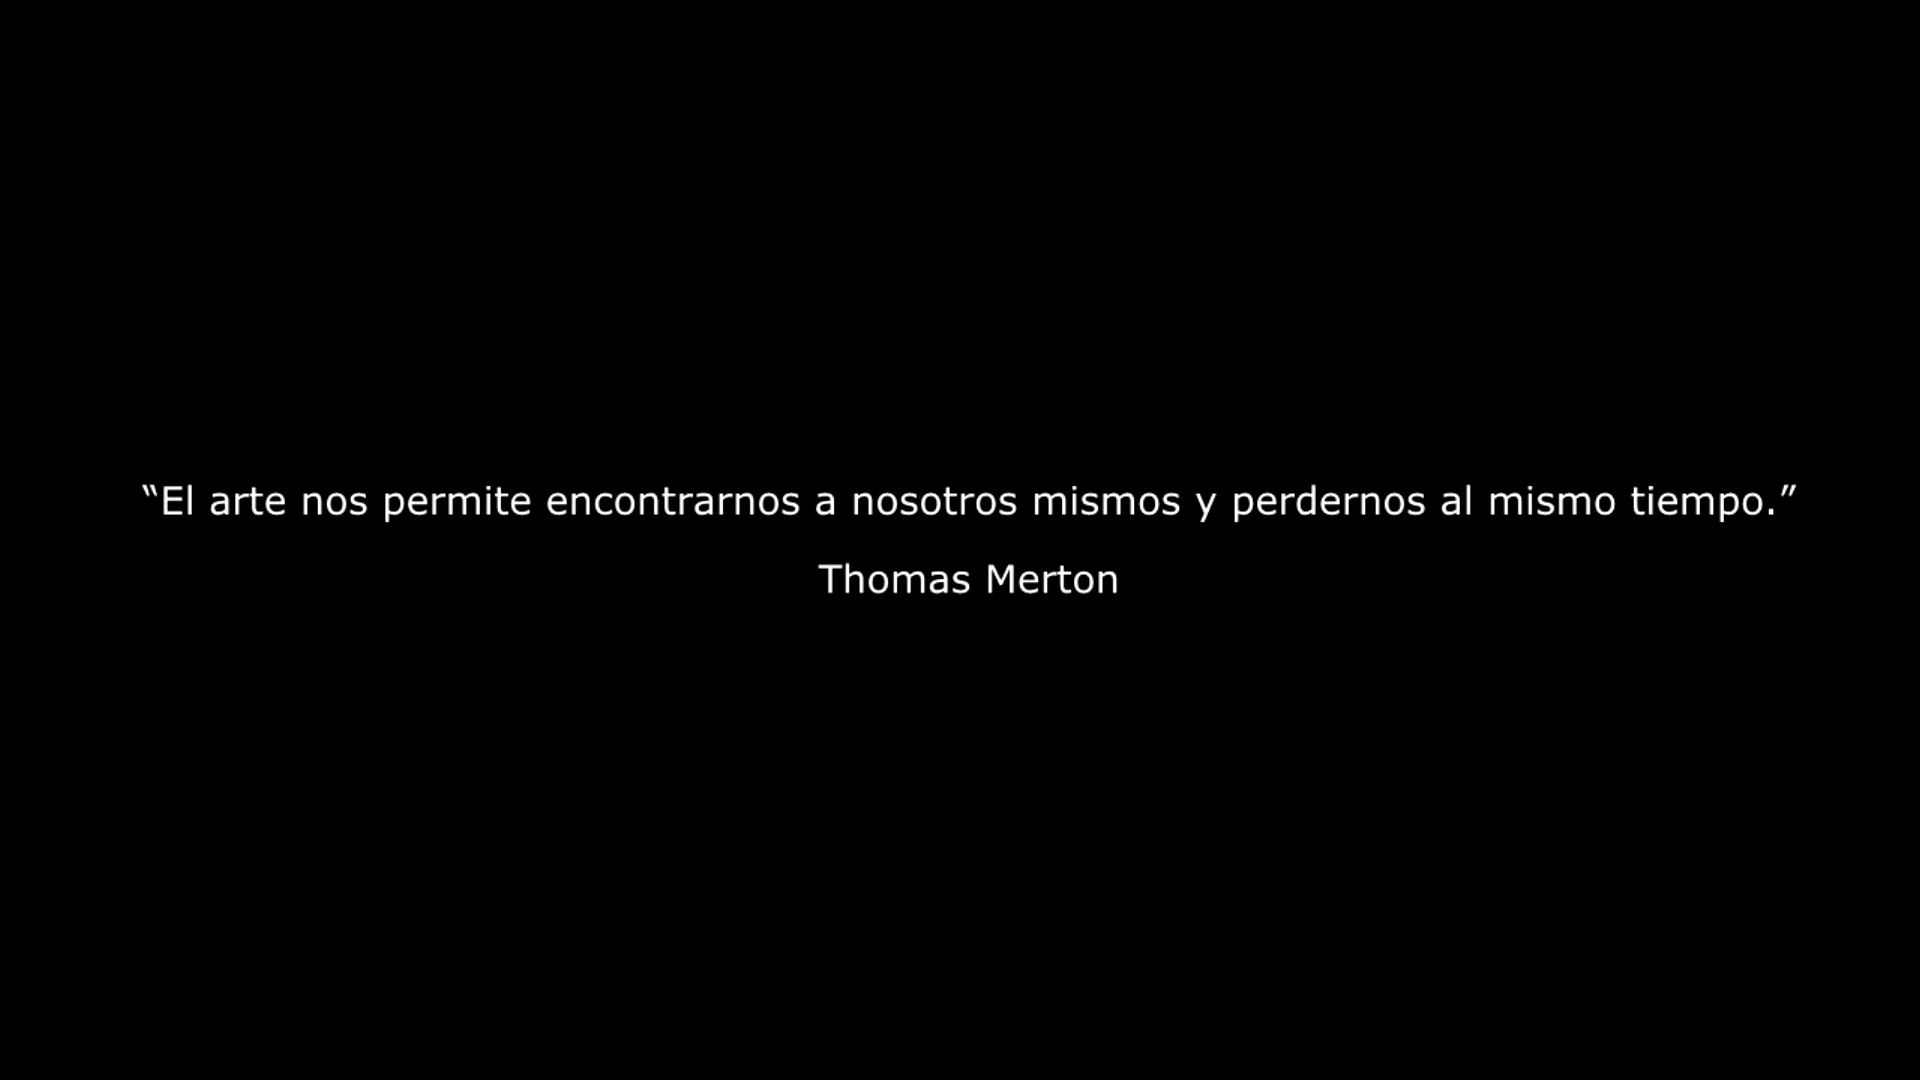 “El arte nos permite encontrarnos a nosotros mismos y perdernos al mismo tiempo.”
Thomas Merton